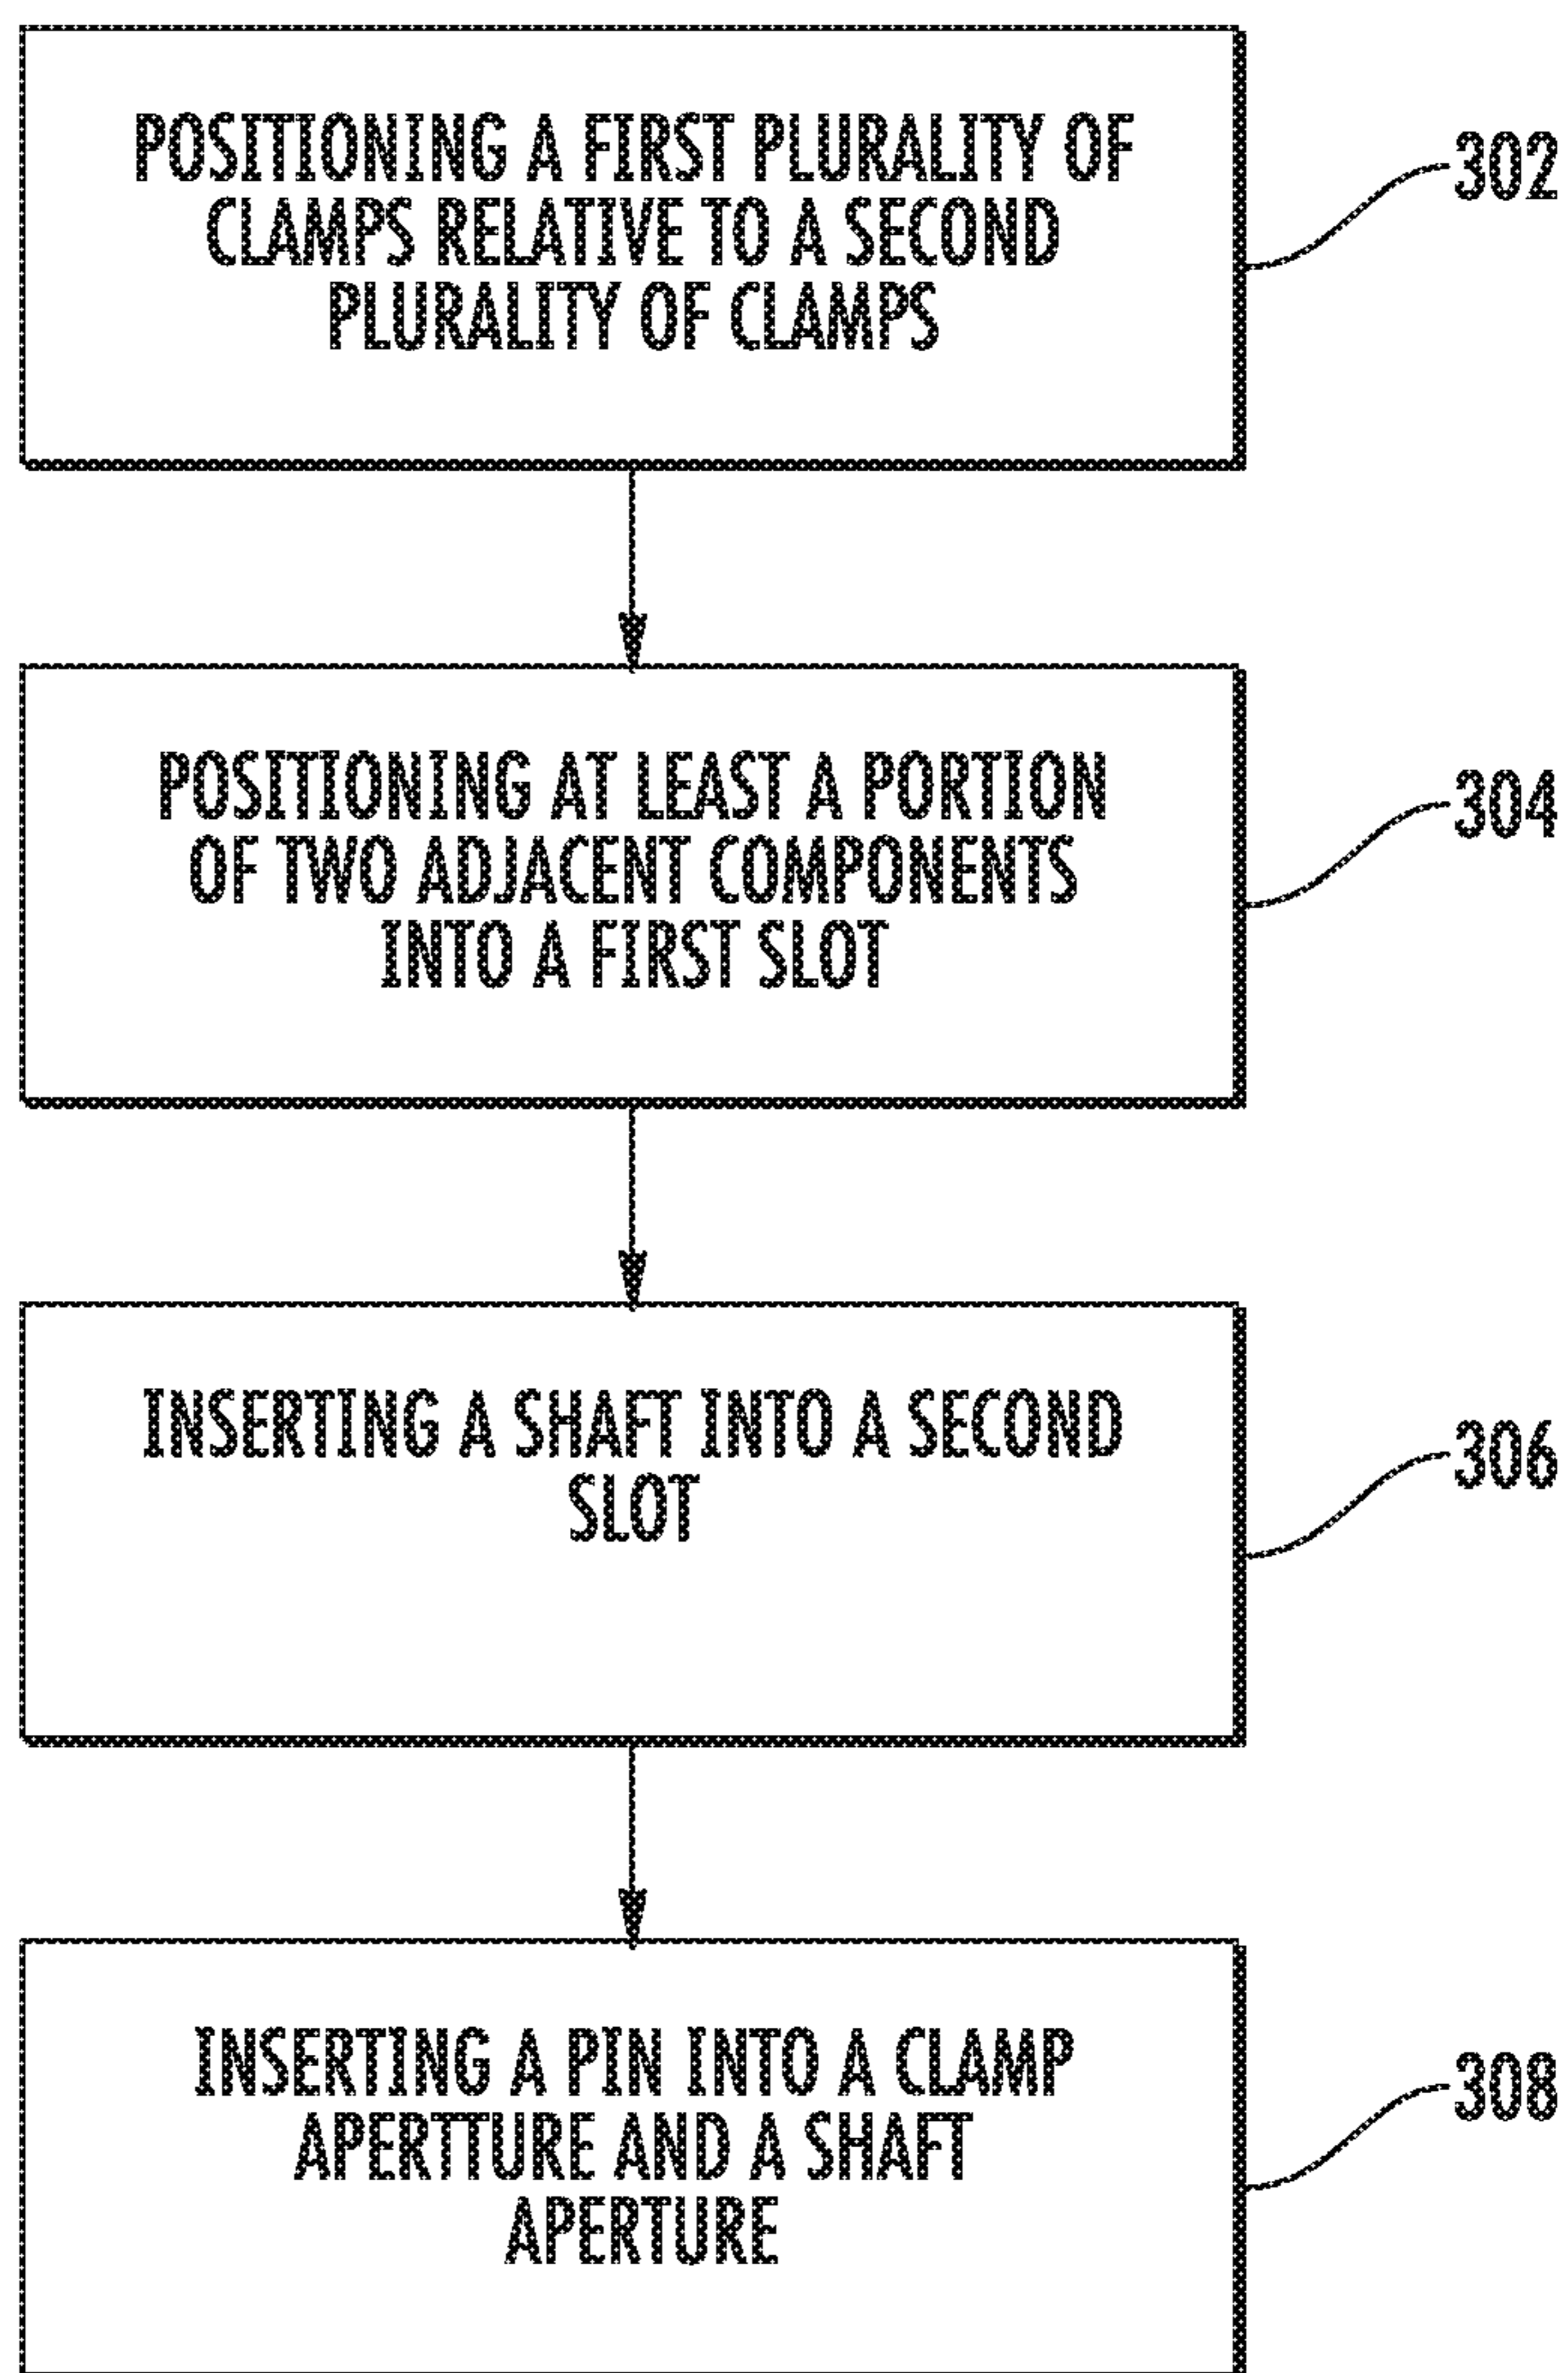 POSITIONING A FIRST PLURALITY OF
CLAMPS RELATIVE TO A SECOND
PLURALITY OF CLAMPS
302
POSITIONING AT LEAST A PORTION
OF TWO ADJACENT COMPONENTS
INTO A FIRST SLOT
304
INSERTING A SHAFT INTO A SECOND
SLOT
306
INSERTING A PIN INTO A CLAMP
APERTTURE AND A SHAFT
APERTURE
308